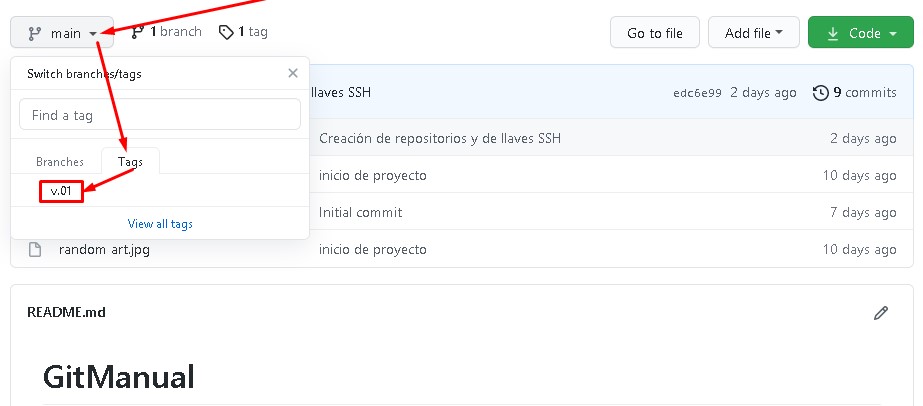 main
1 branch
1 tag
Go to file
Add file
Code
Switch branches/tags
Find a tag
Branches
Tags
v.01
View all tags
llaves SSH
edc6e99 2 days ago
9 commits
Creación de repositorios y de llaves SSH
2 days ago
inicio de proyecto
10 days ago
Initial commit
7 days ago
random art.jpg
inicio de proyecto
10 days ago
README.md
GitManual